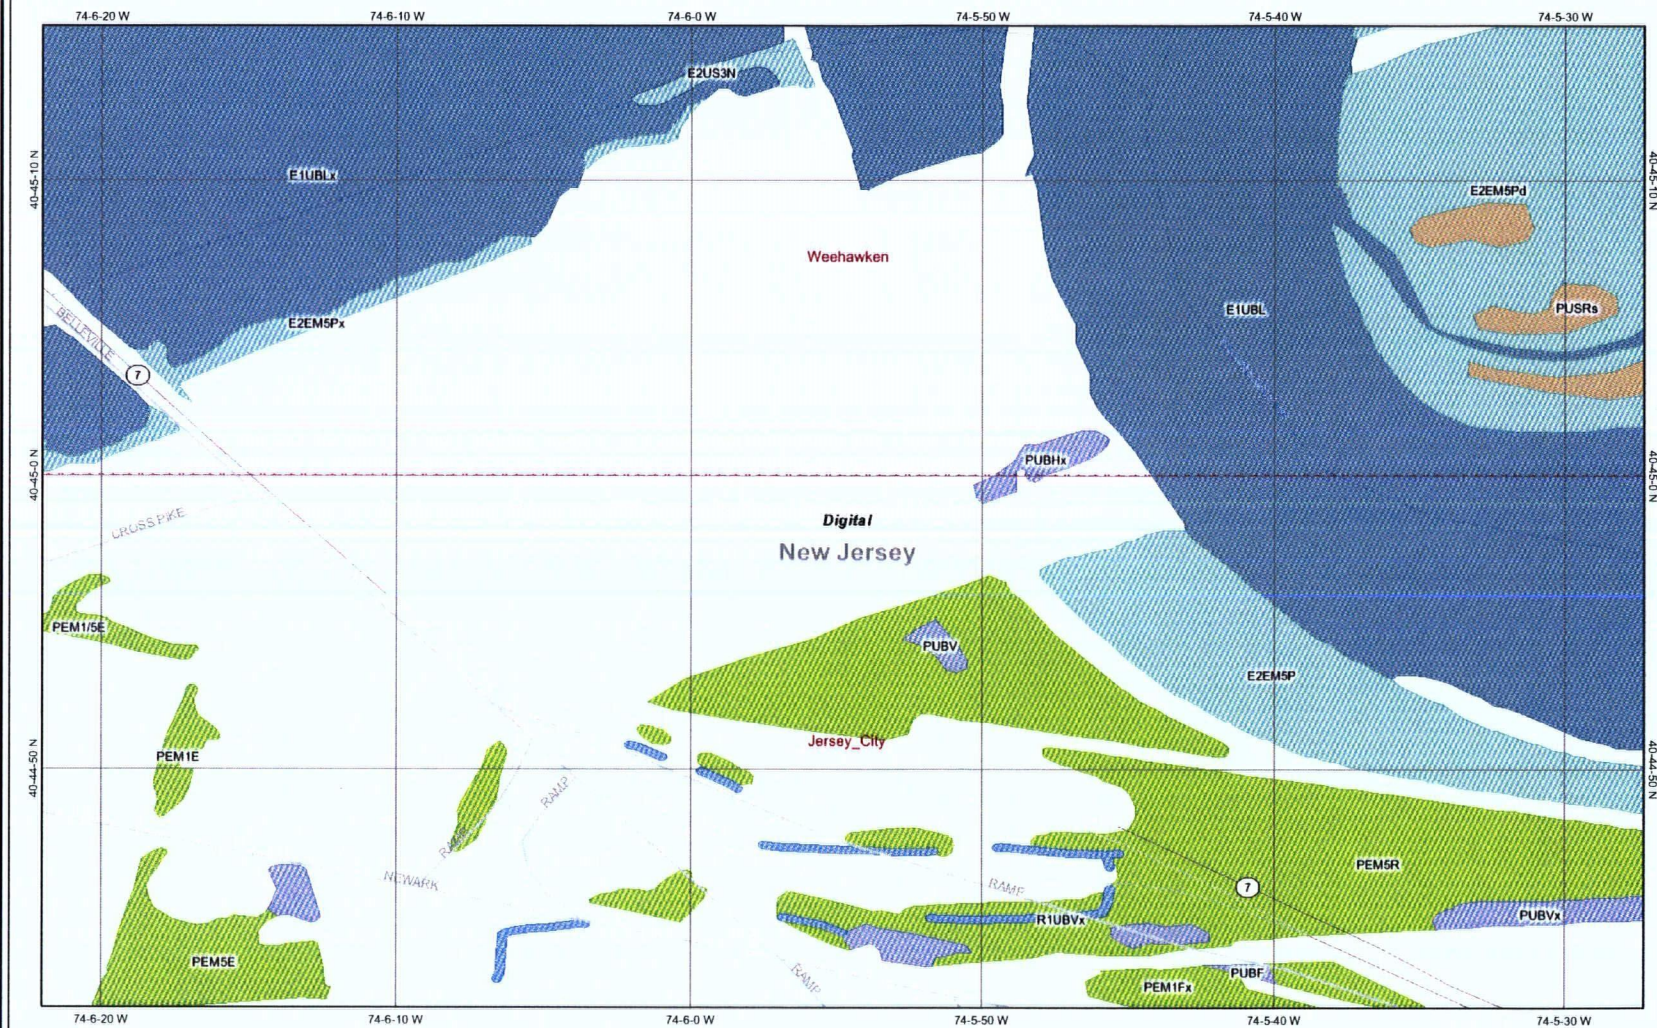 74-6-20 W 74-6-10 W 74-6-0 W 74-5-50 W 74-5-40 W 74-5-30 W
E2US3N
40-45-10 N
E1UBLx
40-45-10 N
E2EM5Pd
Weehawken
E1UBL
PUSRs
BELLEVILLE
E2EM5Px
7
40-45-0 N
PUBHx
40-45-0 N
CROSS PIKE
Digital
New Jersey
PEM1/5E
PUBV
E2EM5P
Jersey_City
PEM1E
40-44-50 N
40-44-50 N
RAMP
RAMP
PEM5R
NEWARK
RAMP
7
R1UBVx
PUBVx
PEM5E
RAMP
PUBF
PEM1Fx
74-6-20 W 74-6-10 W 74-6-0 W 74-5-50 W 74-5-40 W 74-5-30 W